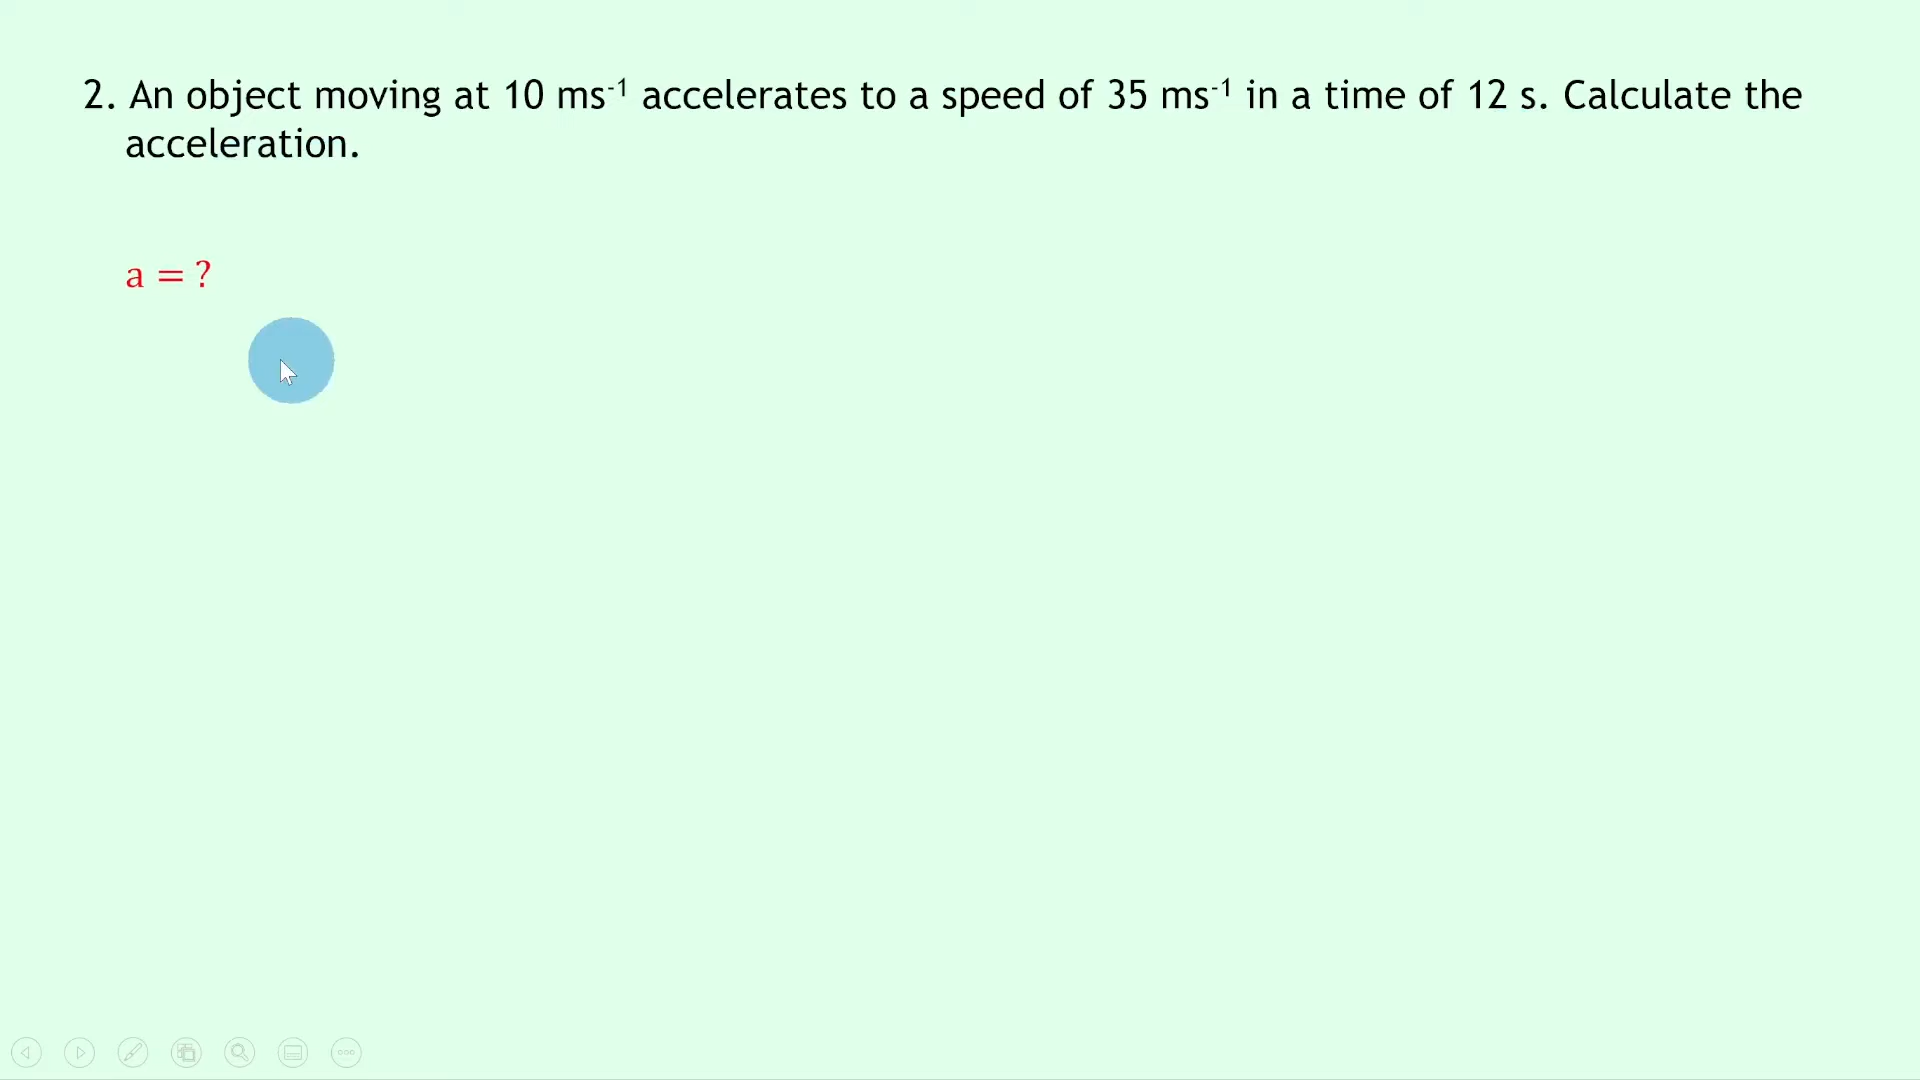 2. An object moving at 10 ms⁻¹ accelerates to a speed of 35 ms⁻¹ in a time of 12 s. Calculate the
acceleration.
a = ?